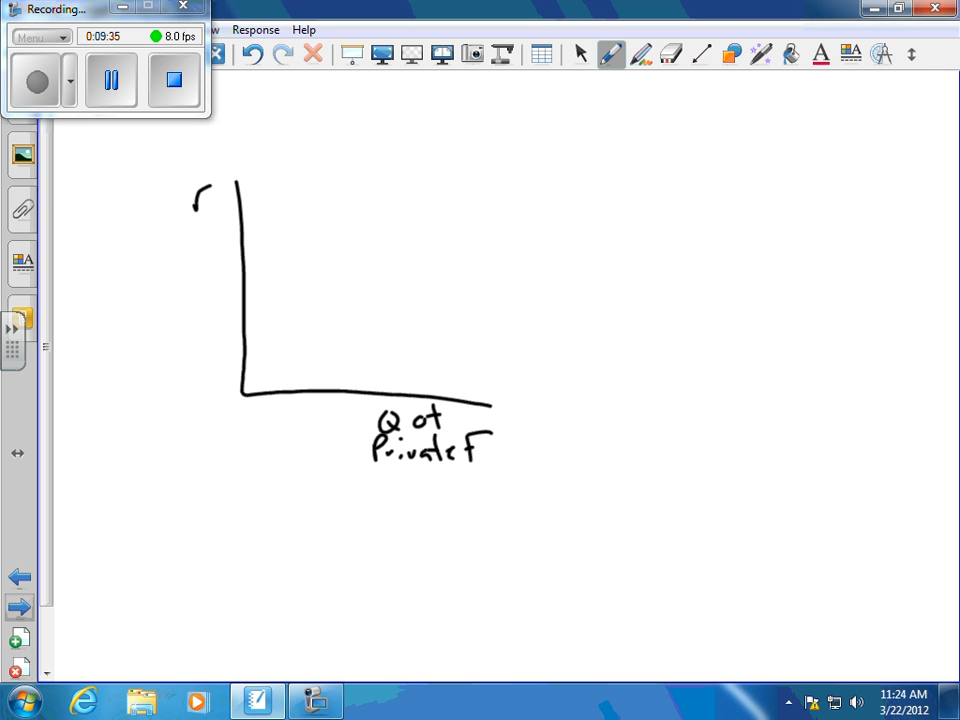 Recording...
Menu
0:09:35
8.0 fps
w
Response
Help
r
Q of
Private F
11:24 AM
3/22/2012